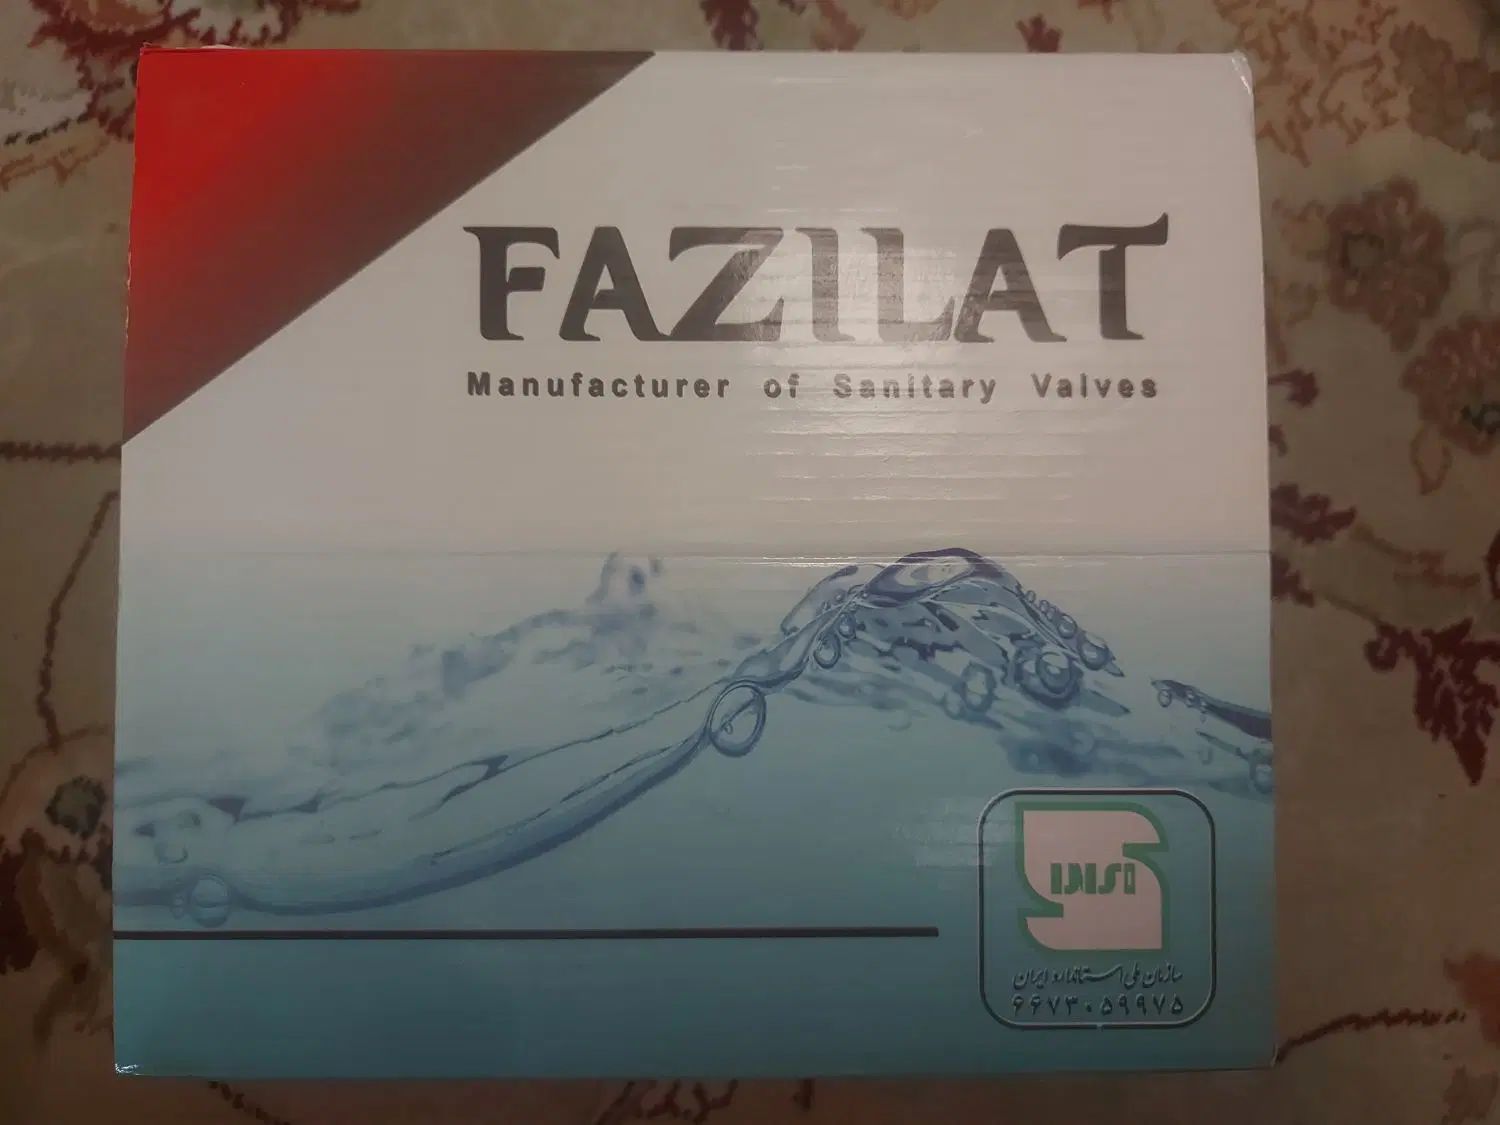 FAZILAT
Manufacturer of Sanitary Valves
سازمان ملی استاندارد ایران
۶۶۷۳۰۵۹۹۷۵